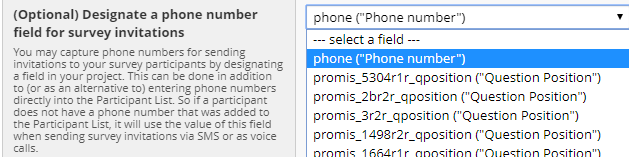 (Optional) Designate a phone number
field for survey invitations
You may capture phone numbers for sending
invitations to your survey participants by designating
a field in your project. This can be done in addition
to (or as an alternative to) entering phone numbers
directly into the Participant List. So if a participant
does not have a phone number that was added to
the Participant List, it will use the value of this field
when sending survey invitations via SMS or as voice
calls.
phone ("Phone number")
--- select a field ---
phone ("Phone number")
promis_5304r1r_qposition ("Question Position")
promis_2br2r_qposition ("Question Position")
promis_3r2r_qposition ("Question Position")
promis_1498r2r_qposition ("Question Position")
promis_1664r1r_qposition ("Question Position")